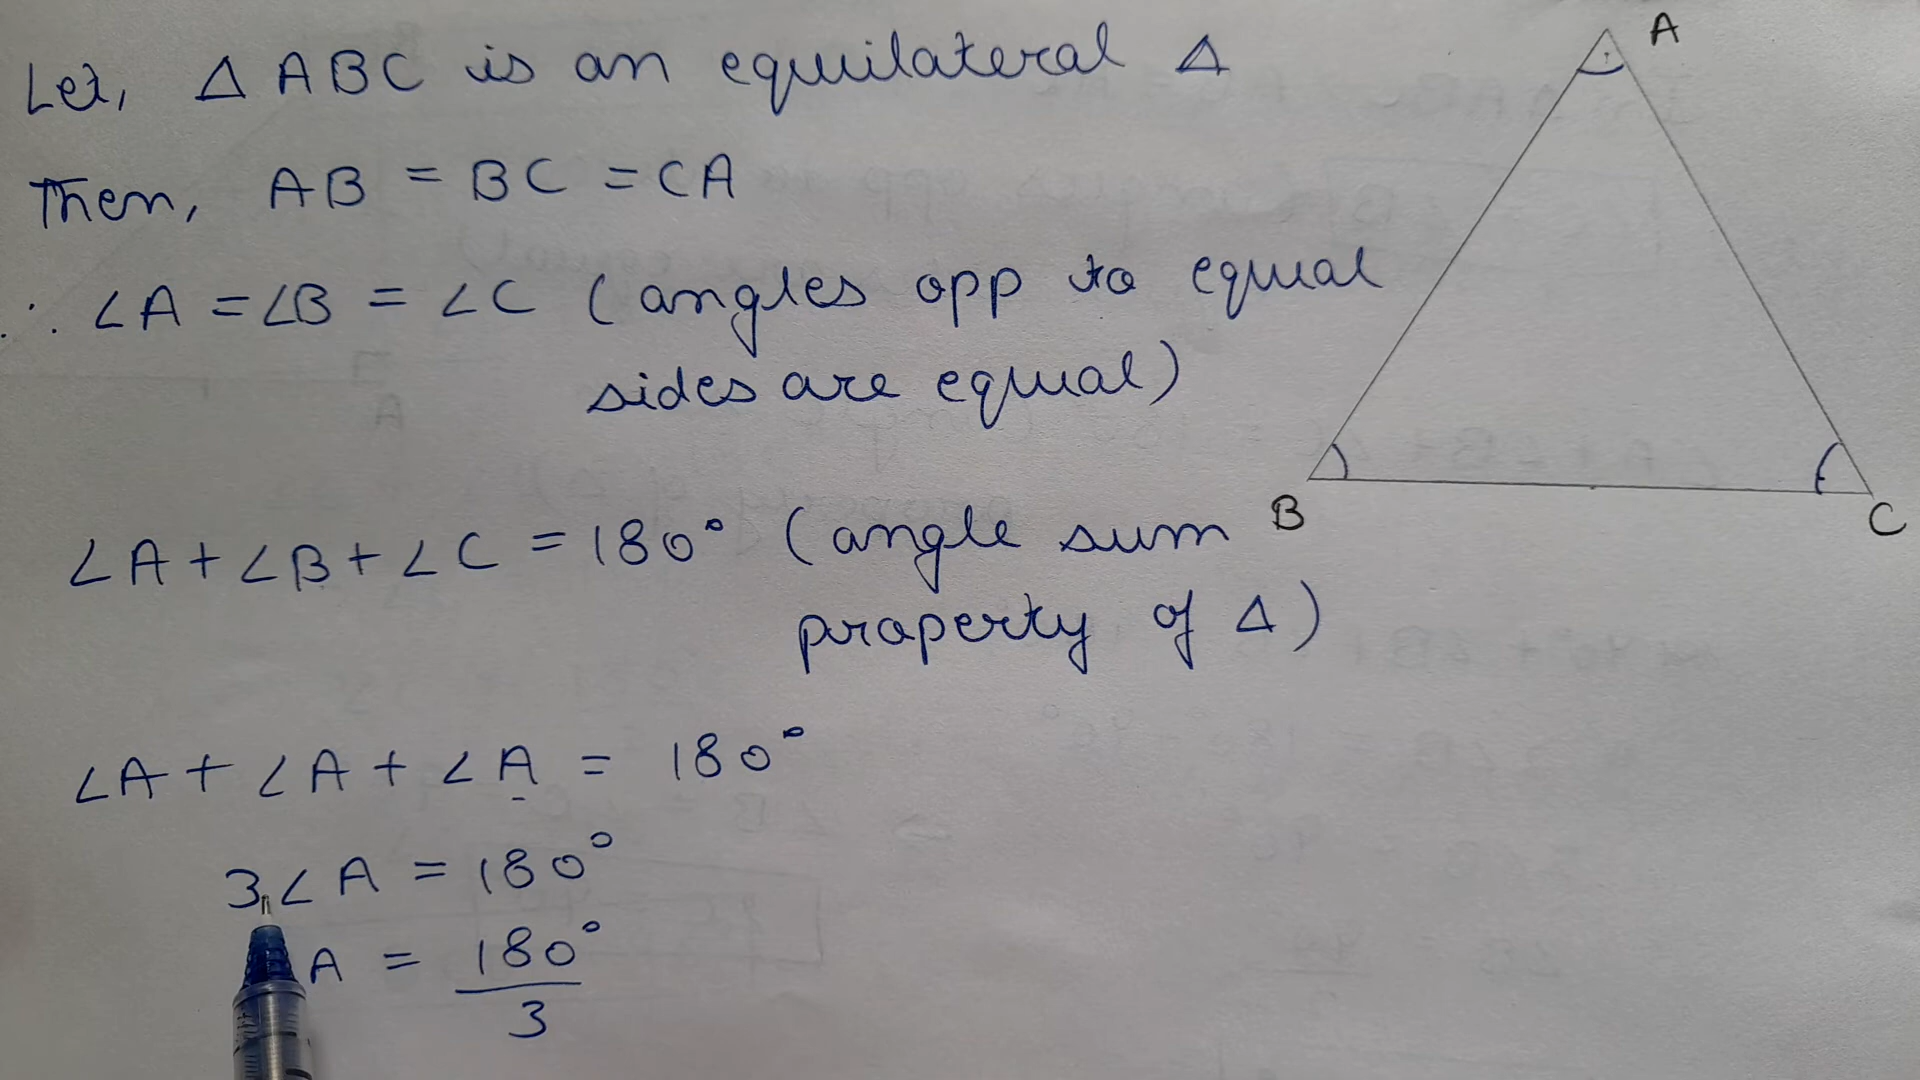 Let, △ ABC is an equilateral △
Then, AB = BC = CA
∴ ∠A = ∠B = ∠C (angles opp to equal
sides are equal)
∠A + ∠B + ∠C = 180° (angle sum
property of △)
∠A + ∠A + ∠A = 180°
3∠A = 180°
A = 180°
3
A
B
C